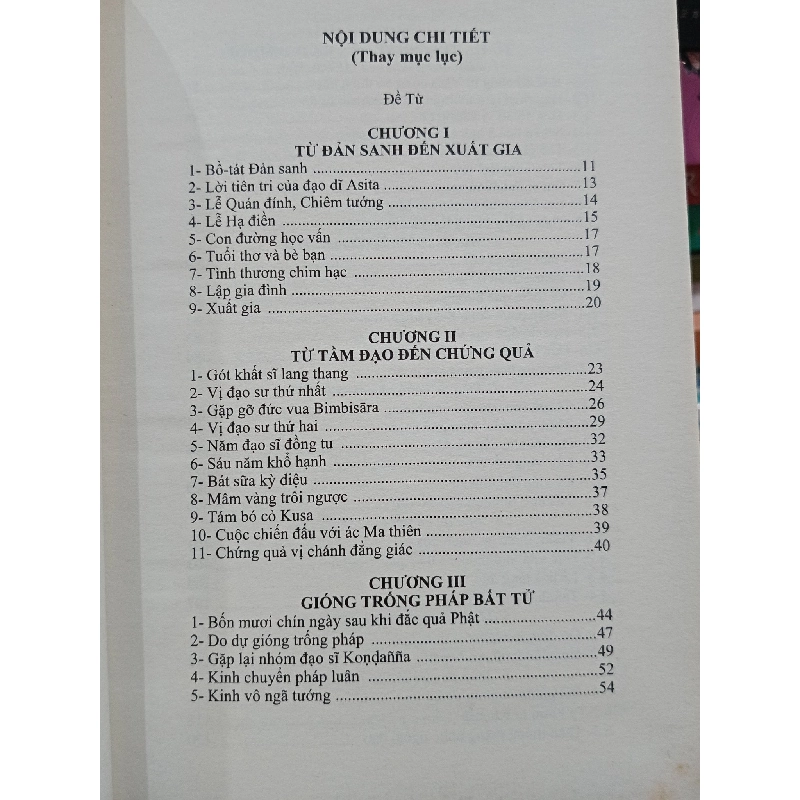 NỘI DUNG CHI TIẾT
(Thay mục lục)
Đề Từ
CHƯƠNG I
TỪ ĐẢN SANH ĐẾN XUẤT GIA
1- Bồ-tát Đản sanh ........ 11
2- Lời tiên tri của đạo dĩ Asita ........ 13
3- Lễ Quán đính, Chiêm tướng ........ 14
4- Lễ Hạ điền ........ 15
5- Con đường học vấn ........ 17
6- Tuổi thơ và bè bạn ........ 17
7- Tình thương chim hạc ........ 18
8- Lập gia đình ........ 19
9- Xuất gia ........ 20
CHƯƠNG II
TỪ TẦM ĐẠO ĐẾN CHỨNG QUẢ
1- Gót khất sĩ lang thang ........ 23
2- Vị đạo sư thứ nhất ........ 24
3- Gặp gỡ đức vua Bimbisāra ........ 26
4- Vị đạo sư thứ hai ........ 29
5- Năm đạo sĩ đồng tu ........ 32
6- Sáu năm khổ hạnh ........ 33
7- Bát sữa kỳ diệu ........ 35
8- Mâm vàng trôi ngược ........ 37
9- Tám bó cỏ Kusa ........ 38
10- Cuộc chiến đấu với ác Ma thiên ........ 39
11- Chứng quả vị chánh đẳng giác ........ 40
CHƯƠNG III
GIÓNG TRỐNG PHÁP BẤT TỬ
1- Bốn mươi chín ngày sau khi đắc quả Phật ........ 44
2- Do dự gióng trống pháp ........ 47
3- Gặp lại nhóm đạo sĩ Koṇḍañña ........ 49
4- Kinh chuyển pháp luân ........ 52
5- Kinh vô ngã tướng ........ 54